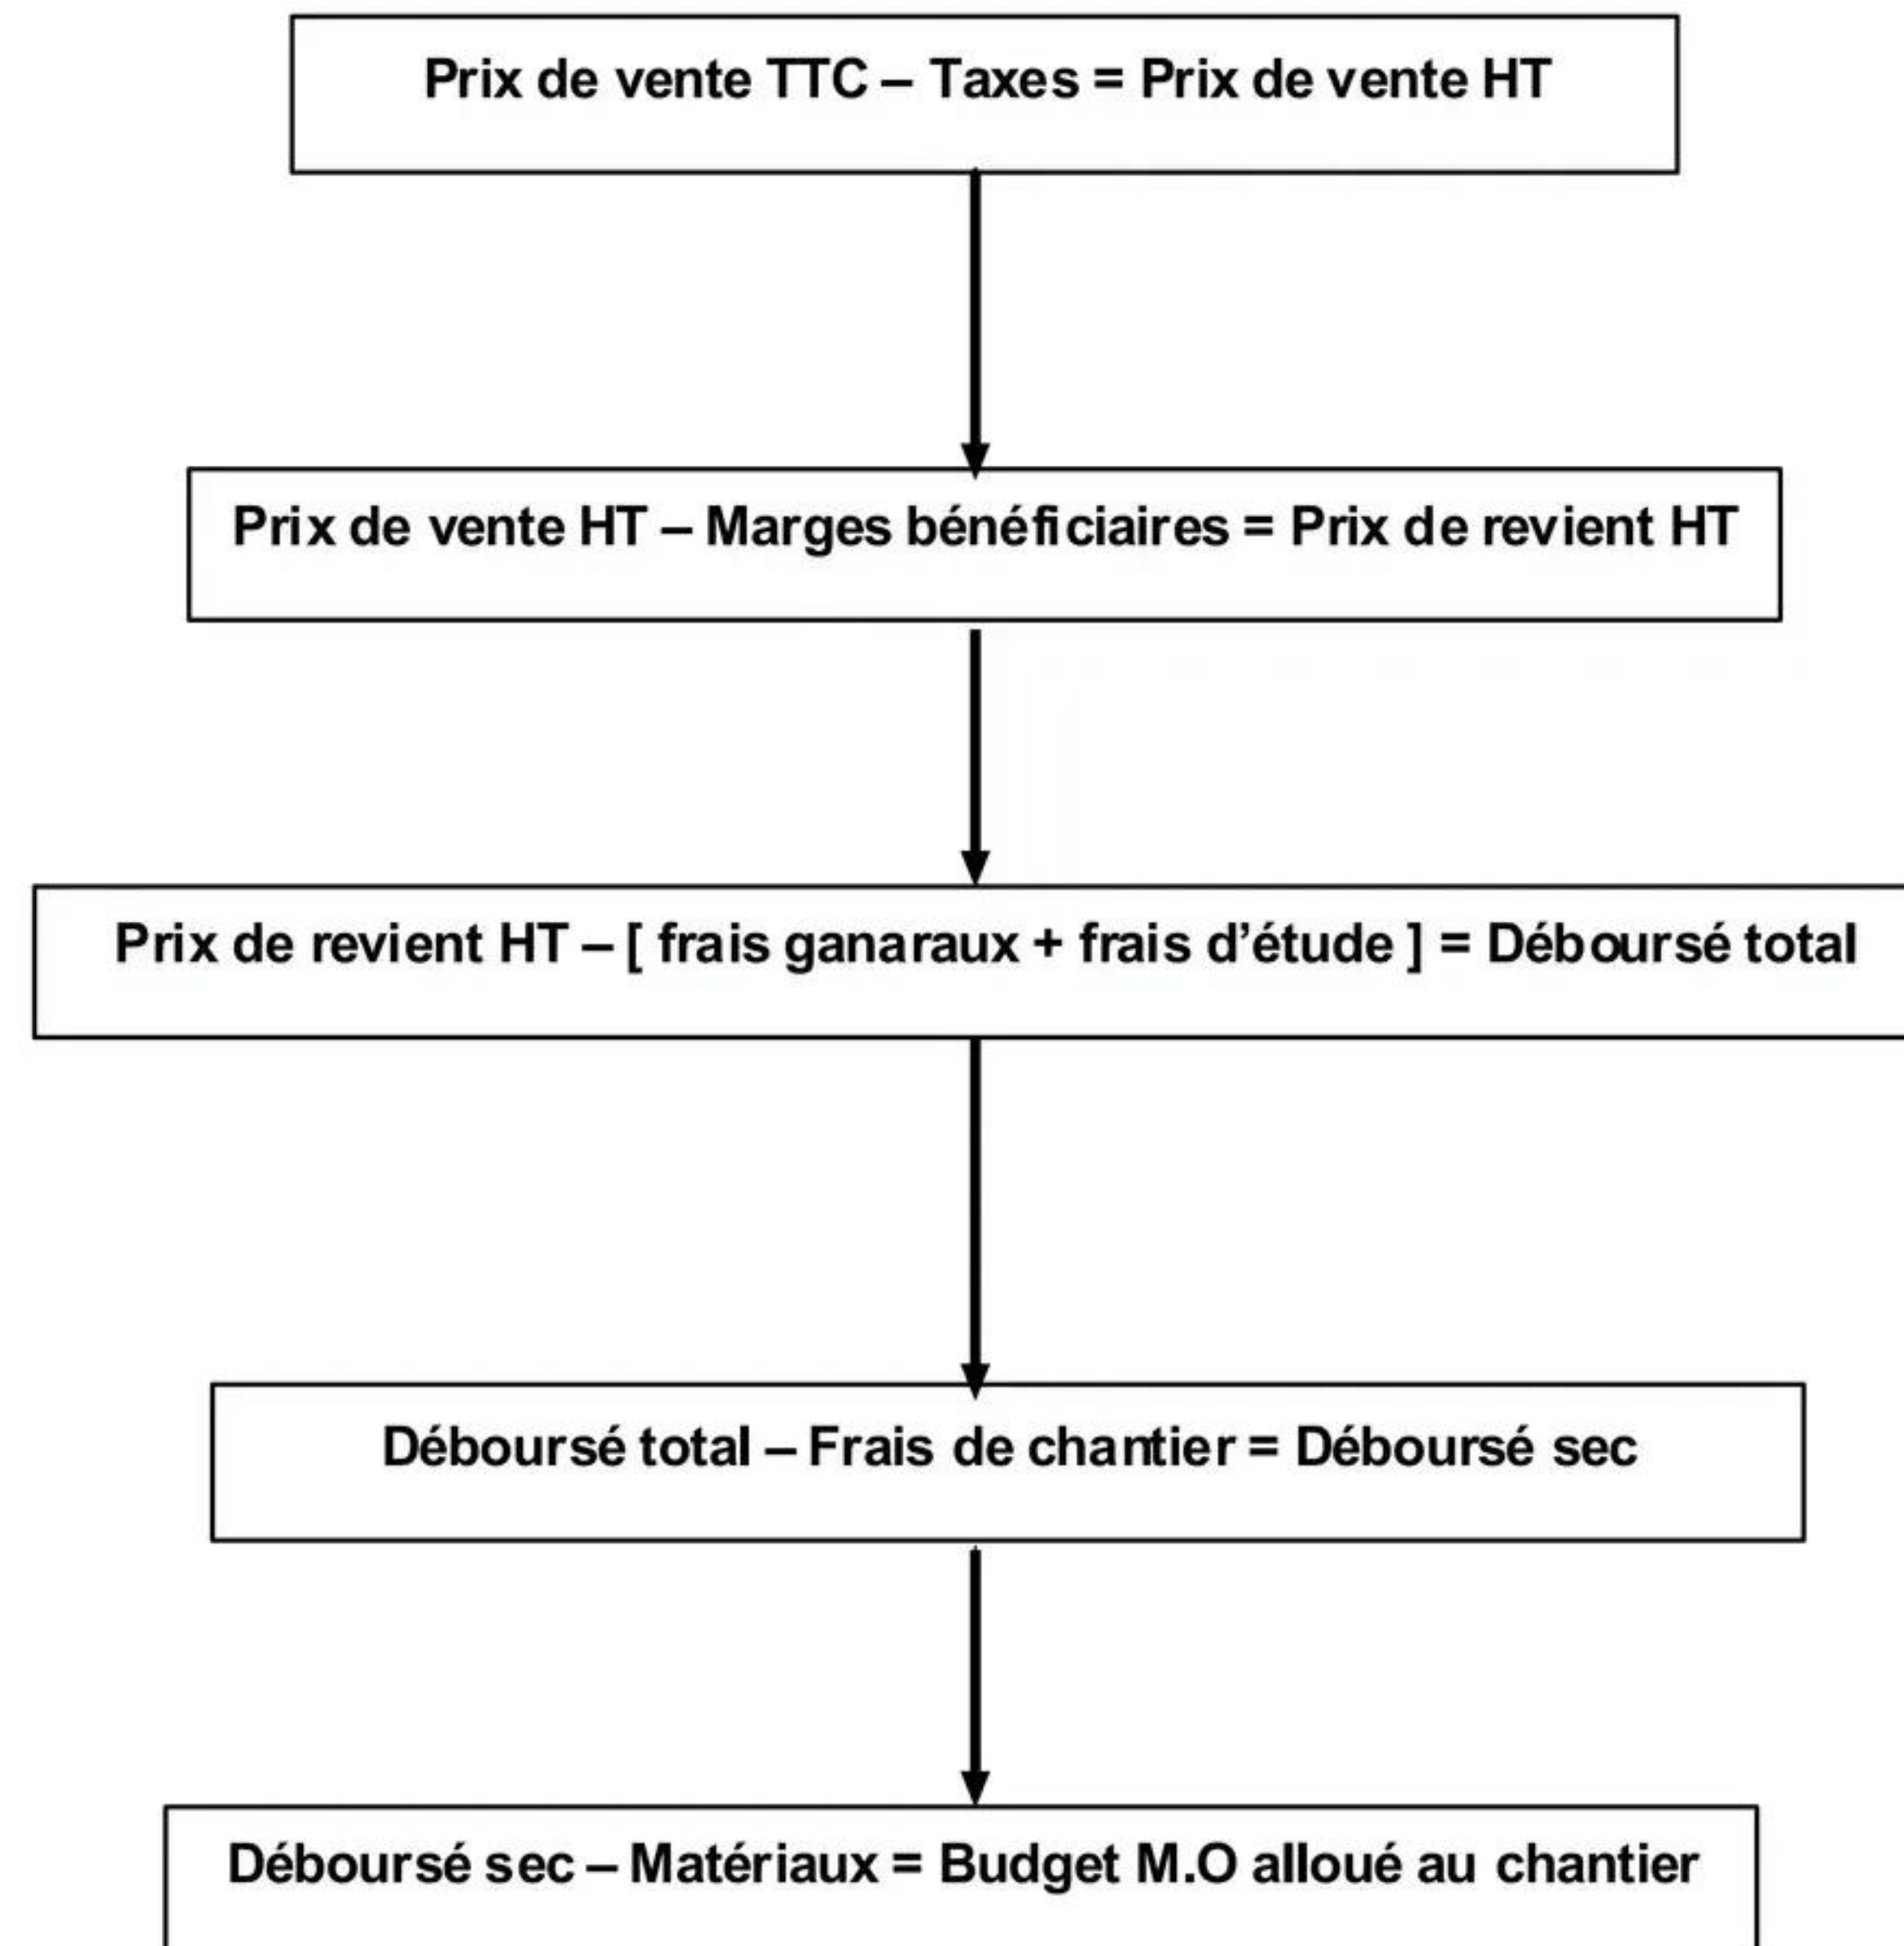 Prix de vente TTC – Taxes = Prix de vente HT
Prix de vente HT – Marges bénéficiaires = Prix de revient HT
Prix de revient HT – [ frais ganaraux + frais d’étude ] = Déboursé total
Déboursé total – Frais de chantier = Déboursé sec
Déboursé sec – Matériaux = Budget M.O alloué au chantier